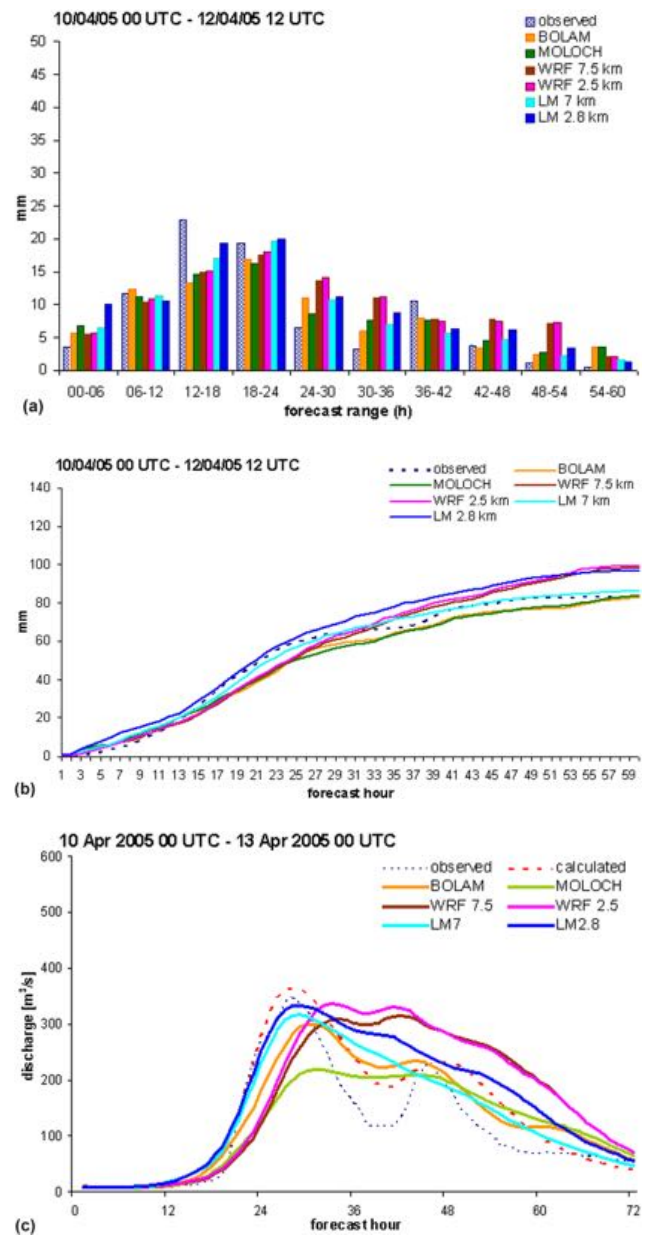 10/04/05 00 UTC - 12/04/05 12 UTC
observed
BOLAM
MOLOCH
WRF 7.5 km
WRF 2.5 km
LM 7 km
LM 2.8 km
50
45
40
35
30
25
20
15
10
5
0
mm
00-06 06-12 12-18 18-24 24-30 30-36 36-42 42-48 48-54 54-60
forecast range (h)
(a)
10/04/05 00 UTC - 12/04/05 12 UTC
observed BOLAM
MOLOCH WRF 7.5 km
WRF 2.5 km LM 7 km
LM 2.8 km
140
120
100
80
60
40
20
0
mm
1 3 5 7 9 11 13 15 17 19 21 23 25 27 29 31 33 35 37 39 41 43 45 47 49 51 53 55 57 59
forecast hour
(b)
10 Apr 2005 00 UTC - 13 Apr 2005 00 UTC
observed calculated
BOLAM MOLOCH
WRF 7.5 WRF 2.5
LM7 LM2.8
600
500
400
300
200
100
0
discharge [m³/s]
0 12 24 36 48 60 72
forecast hour
(c)